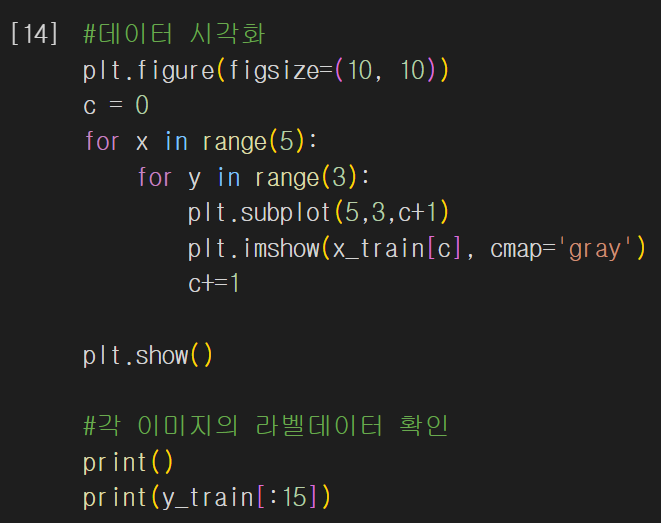 [14] #데이터 시각화
plt.figure(figsize=(10, 10))
c = 0
for x in range(5):
    for y in range(3):
        plt.subplot(5,3,c+1)
        plt.imshow(x_train[c], cmap='gray')
        c+=1

plt.show()

#각 이미지의 라벨데이터 확인
print()
print(y_train[:15])